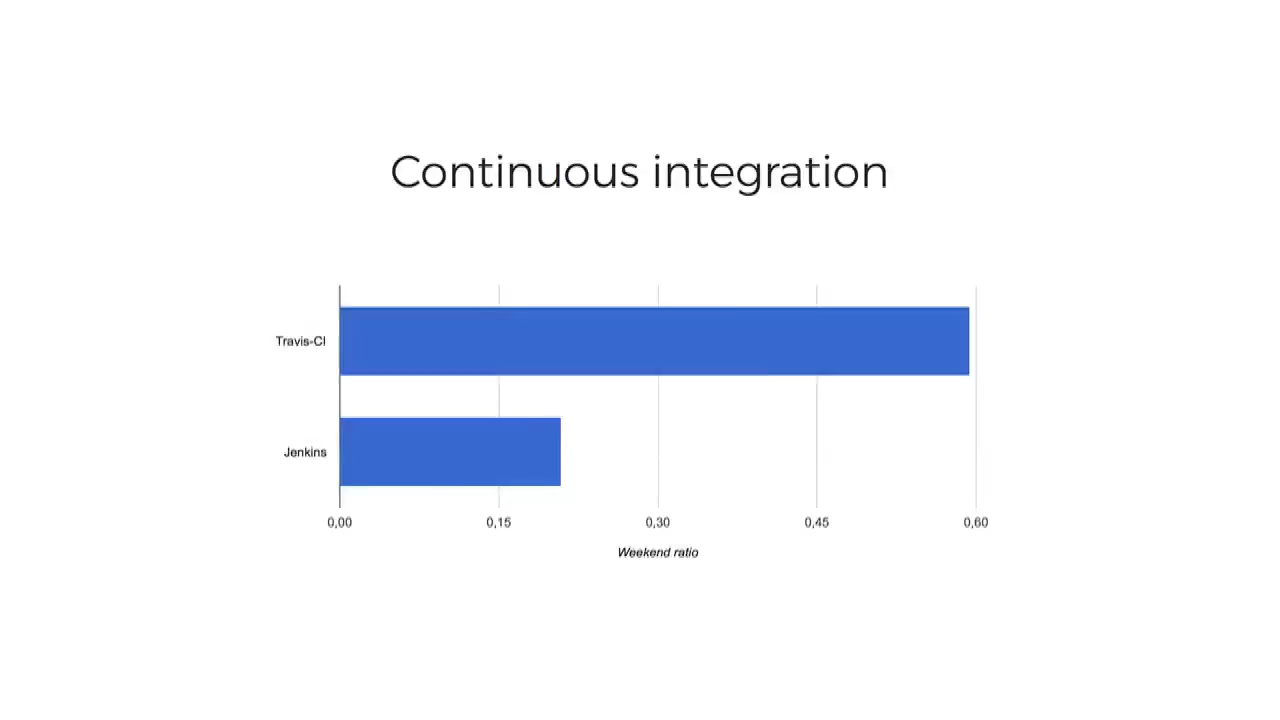 Continuous integration
Travis-CI
Jenkins
0,00 0,15 0,30 0,45 0,60
Weekend ratio